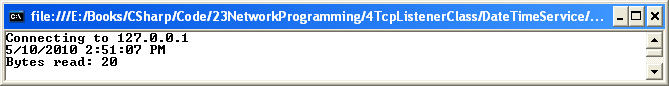 file:///E:/Books/CSharp/Code/23NetworkProgramming/4TcpListenerClass/DateTimeService/...
Connecting to 127.0.0.1
5/10/2010 2:51:07 PM
Bytes read: 20